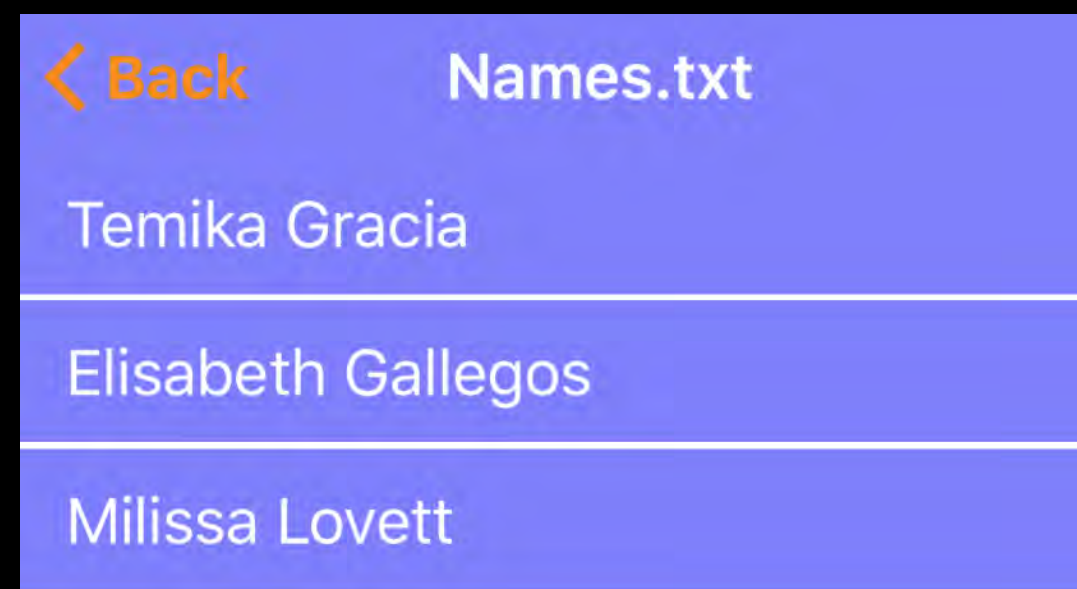 Back Names.txt
Temika Gracia
Elisabeth Gallegos
Milissa Lovett